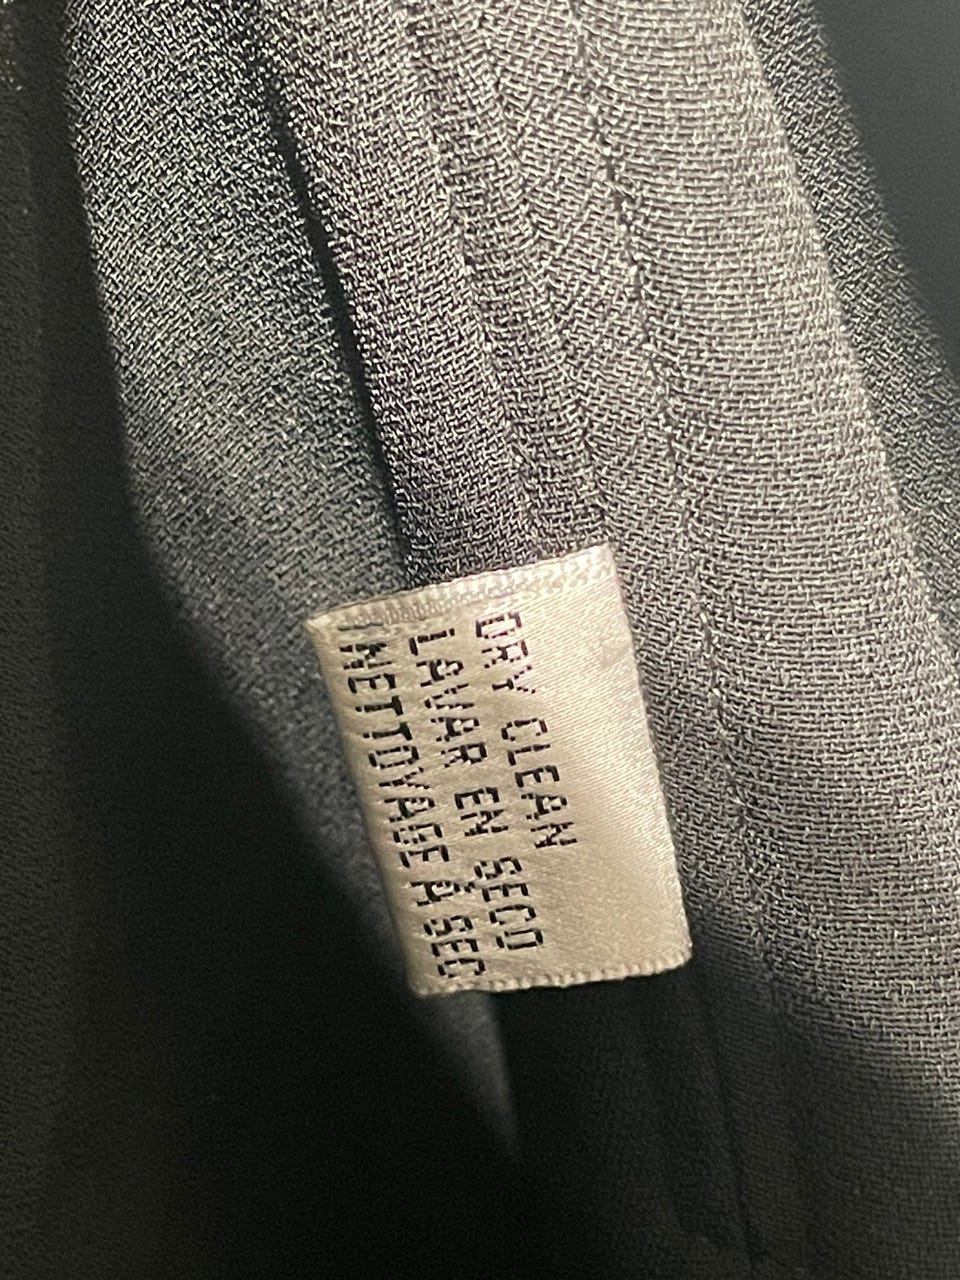 DRY CLEAN
LAVAR EN SECO
NETTOYAGE À SEC